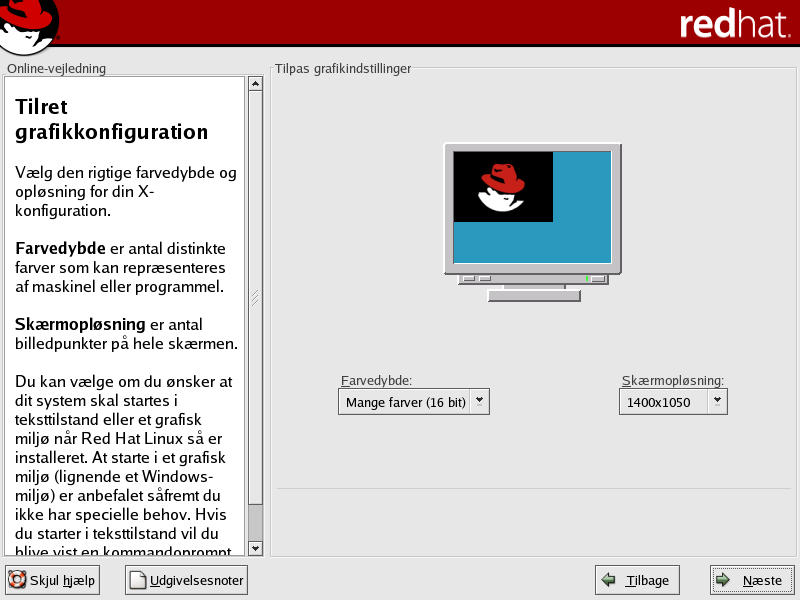 redhat.
Online-vejledning
Tilret
grafikkonfiguration
Vælg den rigtige farvedybde og
opløsning for din X-
konfiguration.
Farvedybde er antal distinkte
farver som kan repræsenteres
af maskinel eller programmel.
Skærmopløsning er antal
billedpunkter på hele skærmen.
Du kan vælge om du ønsker at
dit system skal startes i
teksttilstand eller et grafisk
miljø når Red Hat Linux så er
installeret. At starte i et grafisk
miljø (lignende et Windows-
miljø) er anbefalet såfremt du
ikke har specielle behov. Hvis
du starter i teksttilstand vil du
blive vist en kommandoprompt
Tilpas grafikindstillinger
Farvedybde:
Mange farver (16 bit)
Skærmopløsning:
1400x1050
Skjul hjælp
Udgivelsesnoter
Tilbage
Næste